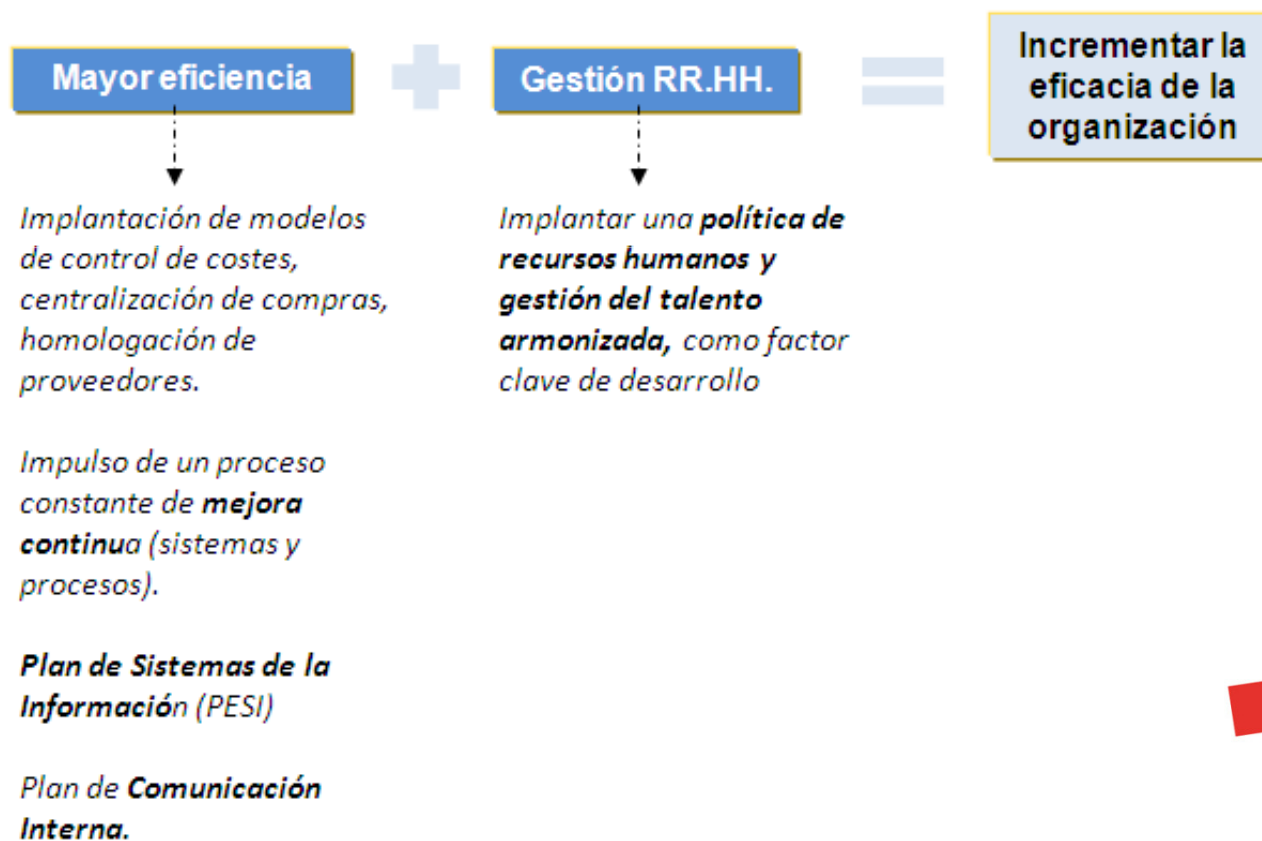 Mayor eficiencia
Gestión RR.HH.
Incrementar la
eficacia de la
organización
Implantación de modelos
de control de costes,
centralización de compras,
homologación de
proveedores.
Impulso de un proceso
constante de mejora
continua (sistemas y
procesos).
Plan de Sistemas de la
Información (PESI)
Plan de Comunicación
Interna.
Implantar una política de
recursos humanos y
gestión del talento
armonizada, como factor
clave de desarrollo